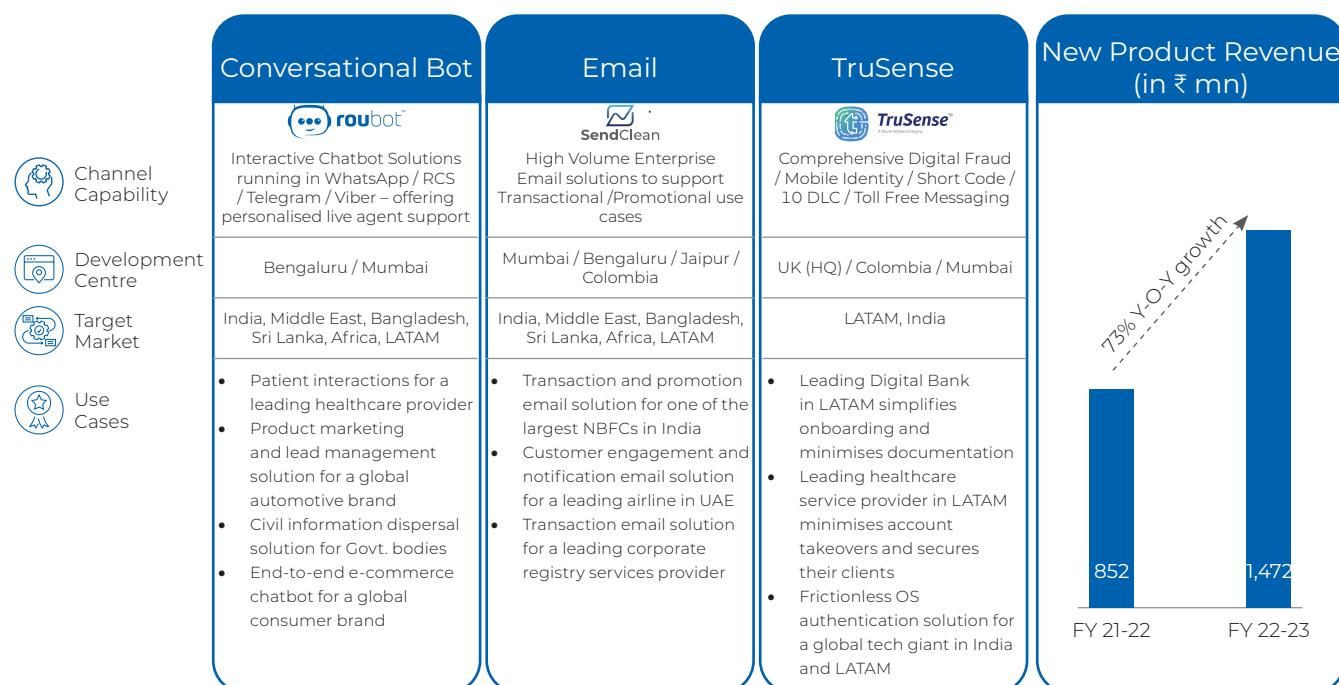 Conversational Bot
Email
TruSense
New Product Revenue
(in ₹ mn)
roubot™
SendClean
TruSense™
A Route Mobile Company
Channel
Capability
Interactive Chatbot Solutions
running in WhatsApp / RCS
/ Telegram / Viber – offering
personalised live agent support
High Volume Enterprise
Email solutions to support
Transactional /Promotional use
cases
Comprehensive Digital Fraud
/ Mobile Identity / Short Code /
10 DLC / Toll Free Messaging
Development
Centre
Bengaluru / Mumbai
Mumbai / Bengaluru / Jaipur /
Colombia
UK (HQ) / Colombia / Mumbai
Target
Market
India, Middle East, Bangladesh,
Sri Lanka, Africa, LATAM
India, Middle East, Bangladesh,
Sri Lanka, Africa, LATAM
LATAM, India
Use
Cases
• Patient interactions for a
leading healthcare provider
• Product marketing
and lead management
solution for a global
automotive brand
• Civil information dispersal
solution for Govt. bodies
• End-to-end e-commerce
chatbot for a global
consumer brand
• Transaction and promotion
email solution for one of the
largest NBFCs in India
• Customer engagement and
notification email solution
for a leading airline in UAE
• Transaction email solution
for a leading corporate
registry services provider
• Leading Digital Bank
in LATAM simplifies
onboarding and
minimises documentation
• Leading healthcare
service provider in LATAM
minimises account
takeovers and secures
their clients
• Frictionless OS
authentication solution for
a global tech giant in India
and LATAM
73% Y-O-Y growth
852
1,472
FY 21-22
FY 22-23